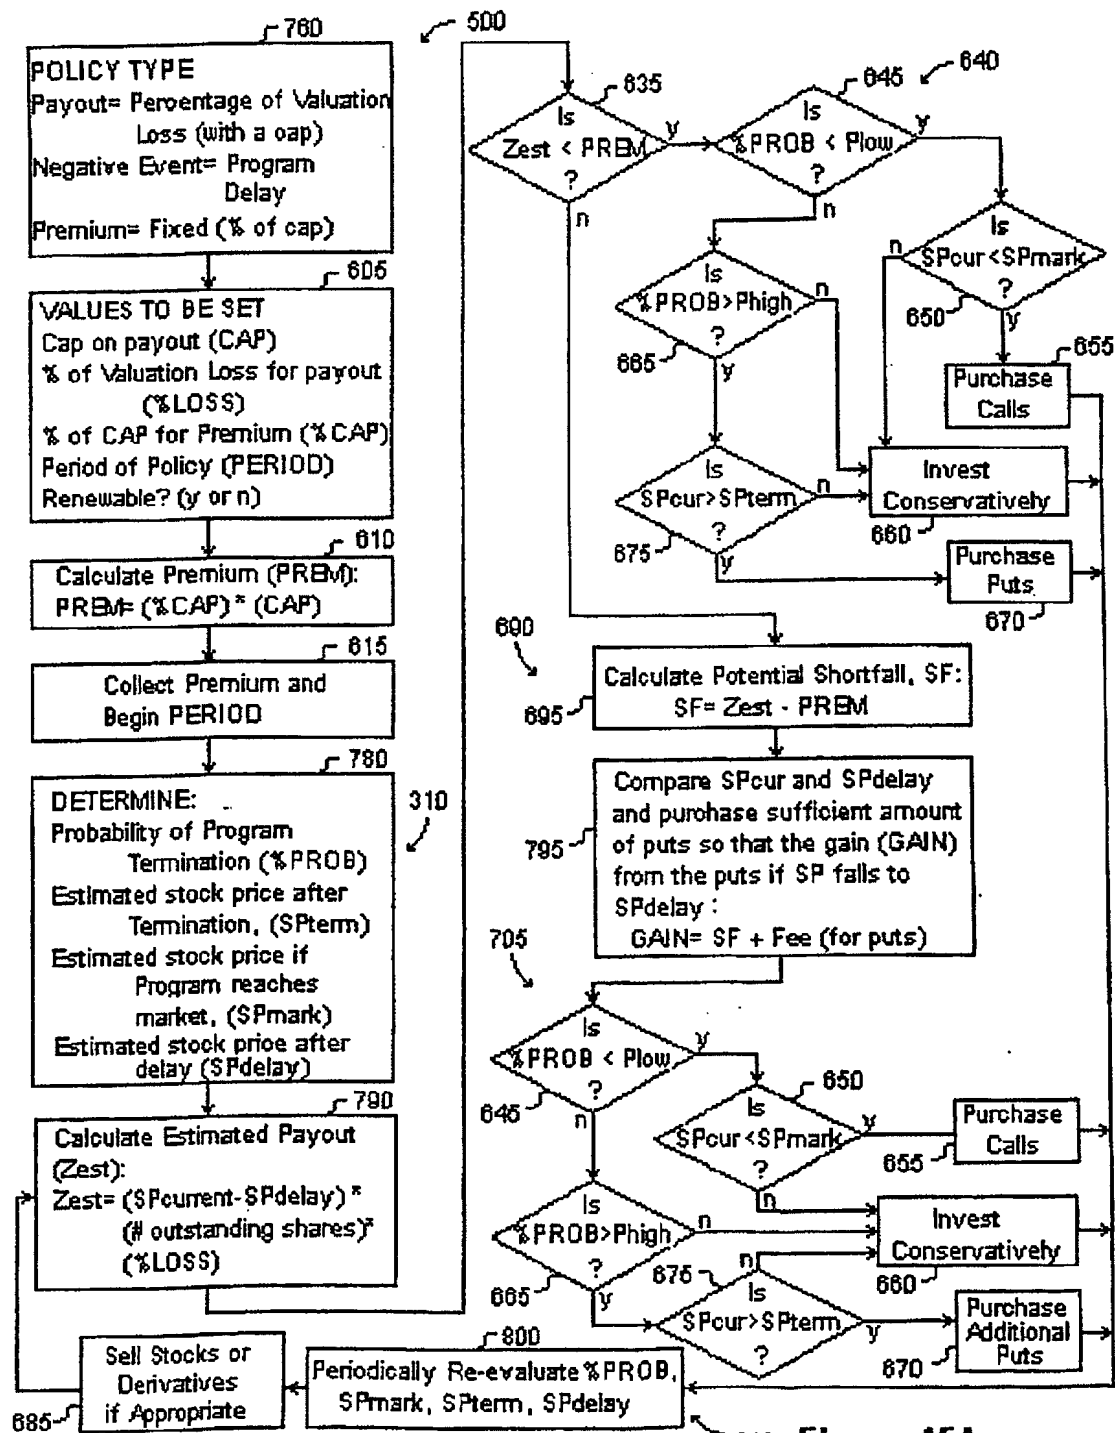 760
500
POLICY TYPE
Payout= Percentage of Valuation
Loss (with a cap)
Negative Event= Program
Delay
Premium= Fixed (% of cap)
605
VALUES TO BE SET
Cap on payout (CAP)
% of Valuation Loss for payout
(%LOSS)
% of CAP for Premium (%CAP)
Period of Policy (PERIOD)
Renewable? (y or n)
610
Calculate Premium (PREM):
PREM= (%CAP)* (CAP)
615
Collect Premium and
Begin PERIOD
780
310
DETERMINE:
Probability of Program
Termination (%PROB)
Estimated stock price after
Termination, (SPterm)
Estimated stock price if
Program reaches
market, (SPmark)
Estimated stock price after
delay (SPdelay)
790
Calculate Estimated Payout
(Zest):
Zest= (SPcurrent-SPdelay)*
(# outstanding shares)*
(%LOSS)
635
Is
Zest < PREM
?
y
n
645
640
Is
%PROB < Plow
?
y
n
Is
SPcur<SPmark
?
n
y
650
655
Purchase
Calls
Is
%PROB>Phigh
?
n
y
665
Is
SPcur>SPterm
?
n
y
675
Invest
Conservatively
660
Purchase
Puts
670
690
Calculate Potential Shortfall, SF:
SF= Zest - PREM
695
Compare SPcur and SPdelay
and purchase sufficient amount
of puts so that the gain (GAIN)
from the puts if SP falls to
SPdelay :
GAIN= SF + Fee (for puts)
795
705
Is
%PROB < Plow
?
y
n
645
650
Is
SPcur<SPmark
?
y
n
Purchase
Calls
655
Is
%PROB>Phigh
?
n
y
665
Invest
Conservatively
660
675
n
Is
SPcur>SPterm
?
y
Purchase
Additional
Puts
670
800
Periodically Re-evaluate %PROB,
SPmark, SPterm, SPdelay
Sell Stocks or
Derivatives
if Appropriate
685